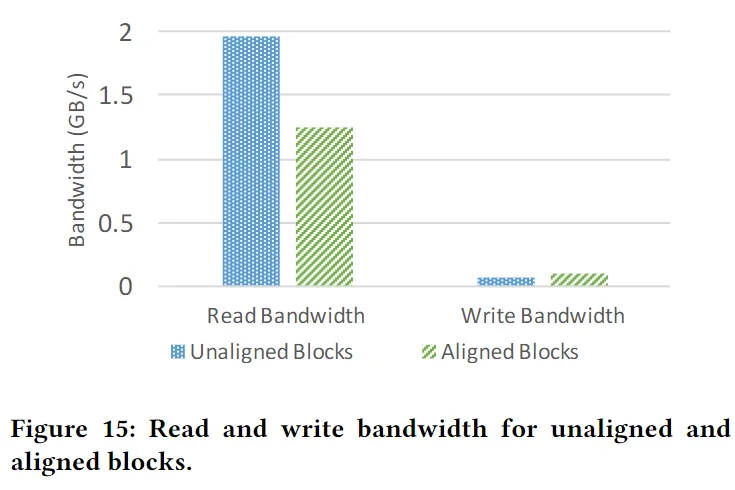 2
1.5
1
0.5
0
Bandwidth (GB/s)
Read Bandwidth Write Bandwidth
Unaligned Blocks Aligned Blocks
Figure 15: Read and write bandwidth for unaligned and
aligned blocks.